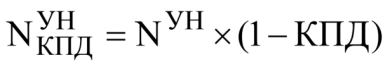 N^УН_КПД = N^УН × (1 – КПД)